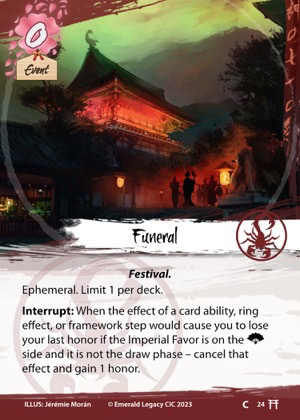 0
Event
Funeral
Festival.
Ephemeral. Limit 1 per deck.
Interrupt: When the effect of a card ability, ring
effect, or framework step would cause you to lose
your last honor if the Imperial Favor is on the
side and it is not the draw phase – cancel that
effect and gain 1 honor.
ILLUS: Jérémie Morán © Emerald Legacy CIC 2023 C 24